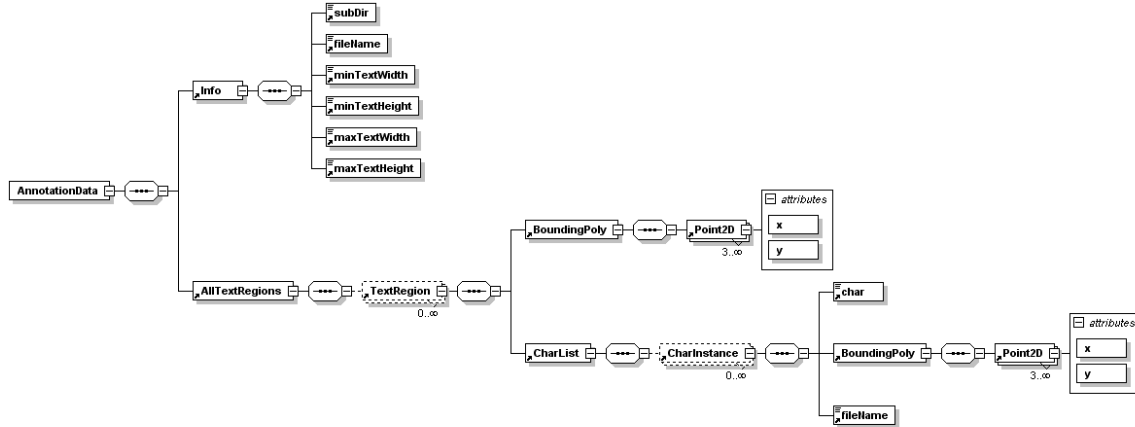 subDir
fileName
minTextWidth
Info
minTextHeight
maxTextWidth
maxTextHeight
AnnotationData
attributes
x
BoundingPoly
Point2D
y
3..∞
AllTextRegions
TextRegion
0..∞
char
attributes
x
CharList
CharInstance
BoundingPoly
Point2D
y
0..∞
3..∞
fileName